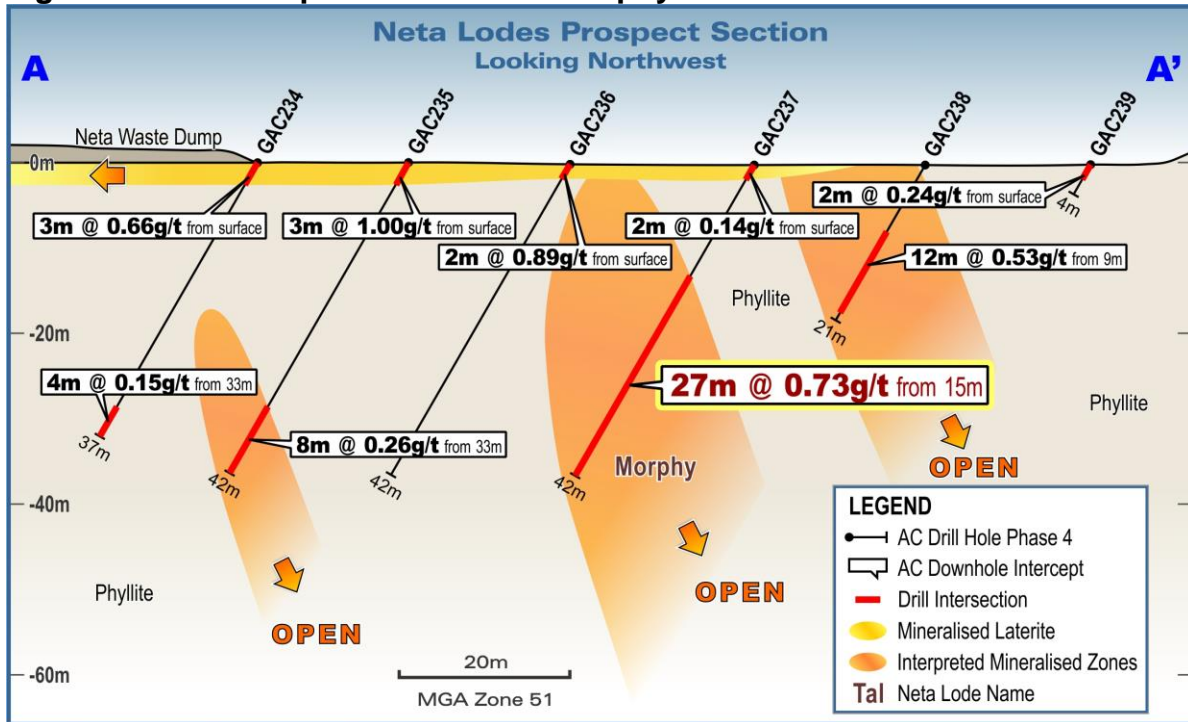 Neta Lodes Prospect Section
Looking Northwest
A
A'
GAC234
GAC235
GAC236
GAC237
GAC238
GAC239
Neta Waste Dump
0m
3m @ 0.66g/t from surface
3m @ 1.00g/t from surface
2m @ 0.89g/t from surface
2m @ 0.14g/t from surface
2m @ 0.24g/t from surface
4m
12m @ 0.53g/t from 9m
Phyllite
21m
-20m
4m @ 0.15g/t from 33m
37m
8m @ 0.26g/t from 33m
42m
42m
27m @ 0.73g/t from 15m
42m
Morphy
Phyllite
OPEN
-40m
Phyllite
OPEN
OPEN
-60m
20m
MGA Zone 51
LEGEND
AC Drill Hole Phase 4
AC Downhole Intercept
Drill Intersection
Mineralised Laterite
Interpreted Mineralised Zones
Tal Neta Lode Name